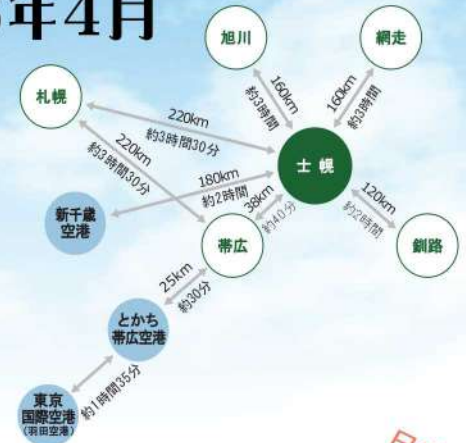 年4月
旭川
網走
札幌
160km
約3時間
160km
約3時間
220km
約3時間30分
220km
約3時間30分
士幌
180km
約2時間
38km
約40分
120km
約2時間
新千歳
空港
帯広
釧路
25km
約30分
とかち
帯広空港
約1時間35分
東京
国際空港
(羽田空港)